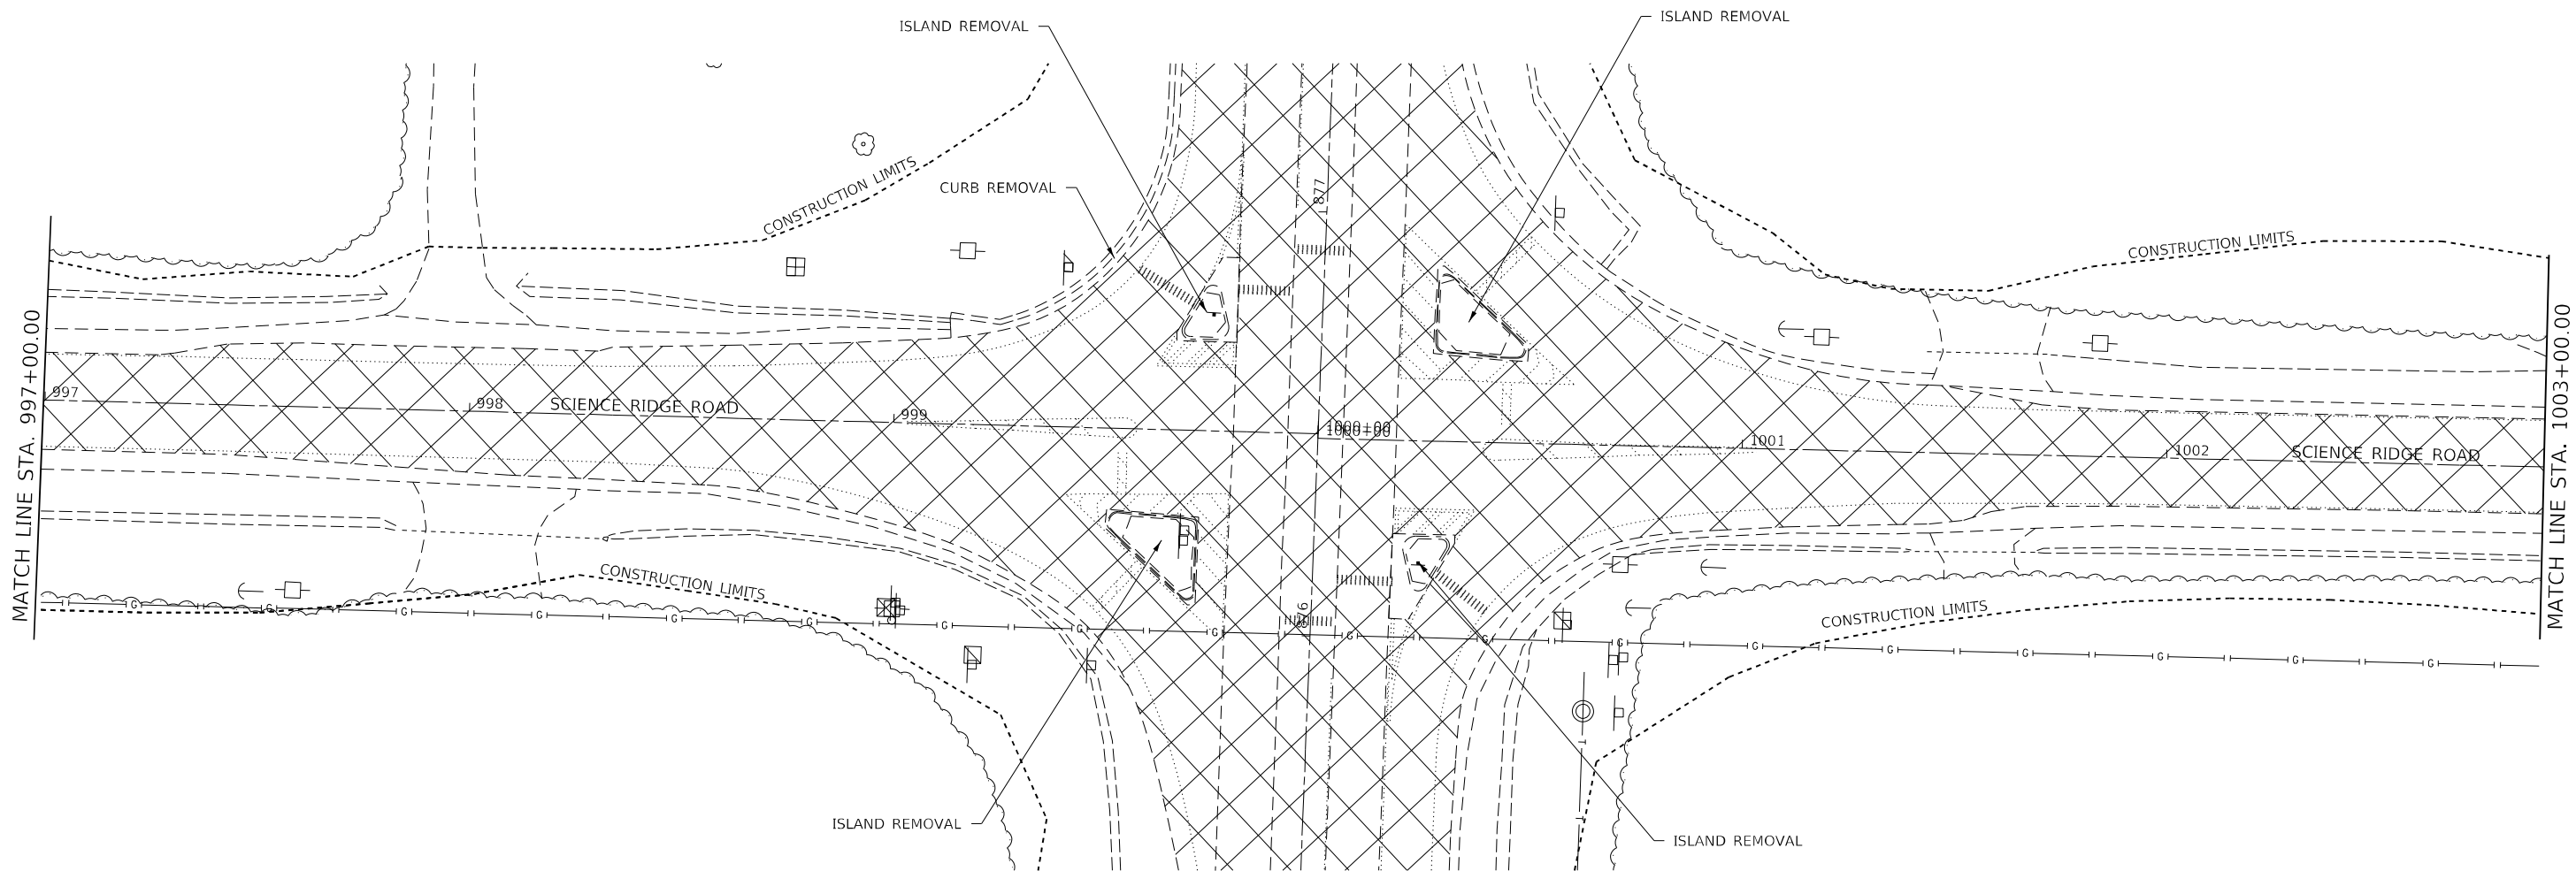 ISLAND REMOVAL
ISLAND REMOVAL
CONSTRUCTION LIMITS
CURB REMOVAL
877
CONSTRUCTION LIMITS
MATCH LINE STA. 997+00.00
MATCH LINE STA. 1003+00.00
997
998
SCIENCE RIDGE ROAD
999
1000+00
1000+00
1001
1002
SCIENCE RIDGE ROAD
CONSTRUCTION LIMITS
CONSTRUCTION LIMITS
876
G G G G G G G G G G G G G G G G G G
T
T
ISLAND REMOVAL
ISLAND REMOVAL